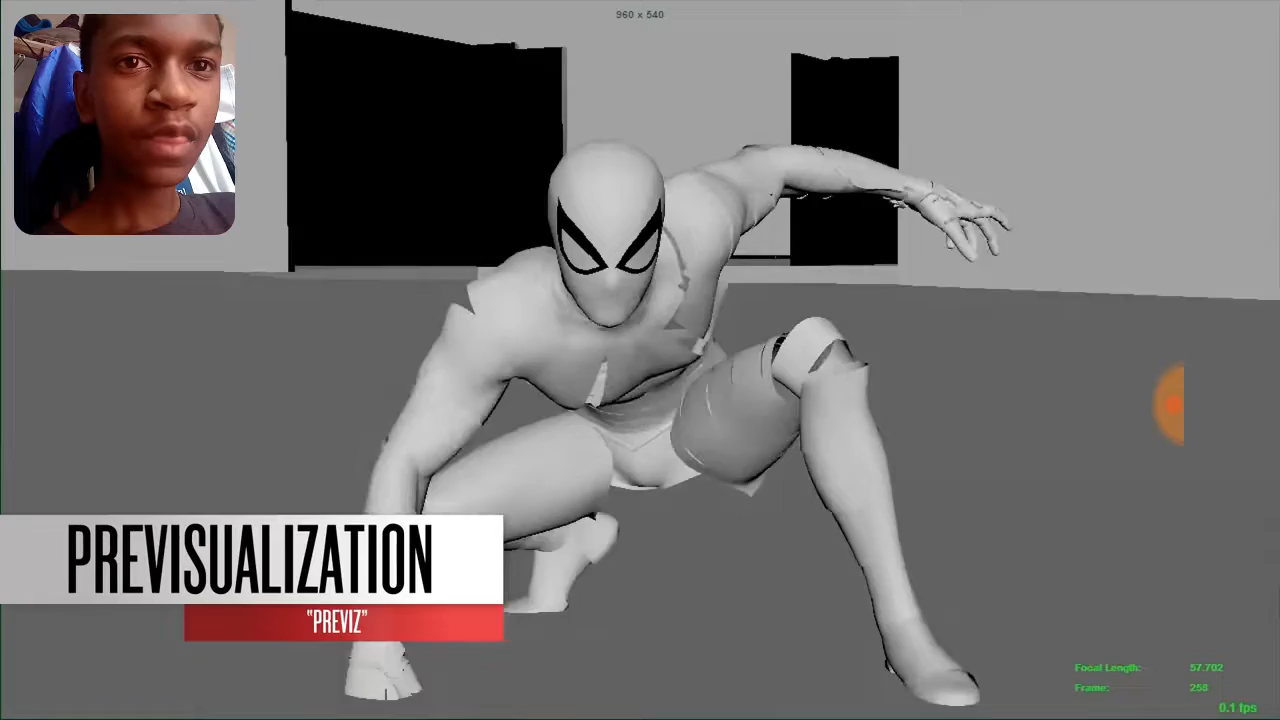 960 x 540
PREVISUALIZATION
"PREVIZ"
Focal Length: 57.702
Frame: 258
0.1 fps